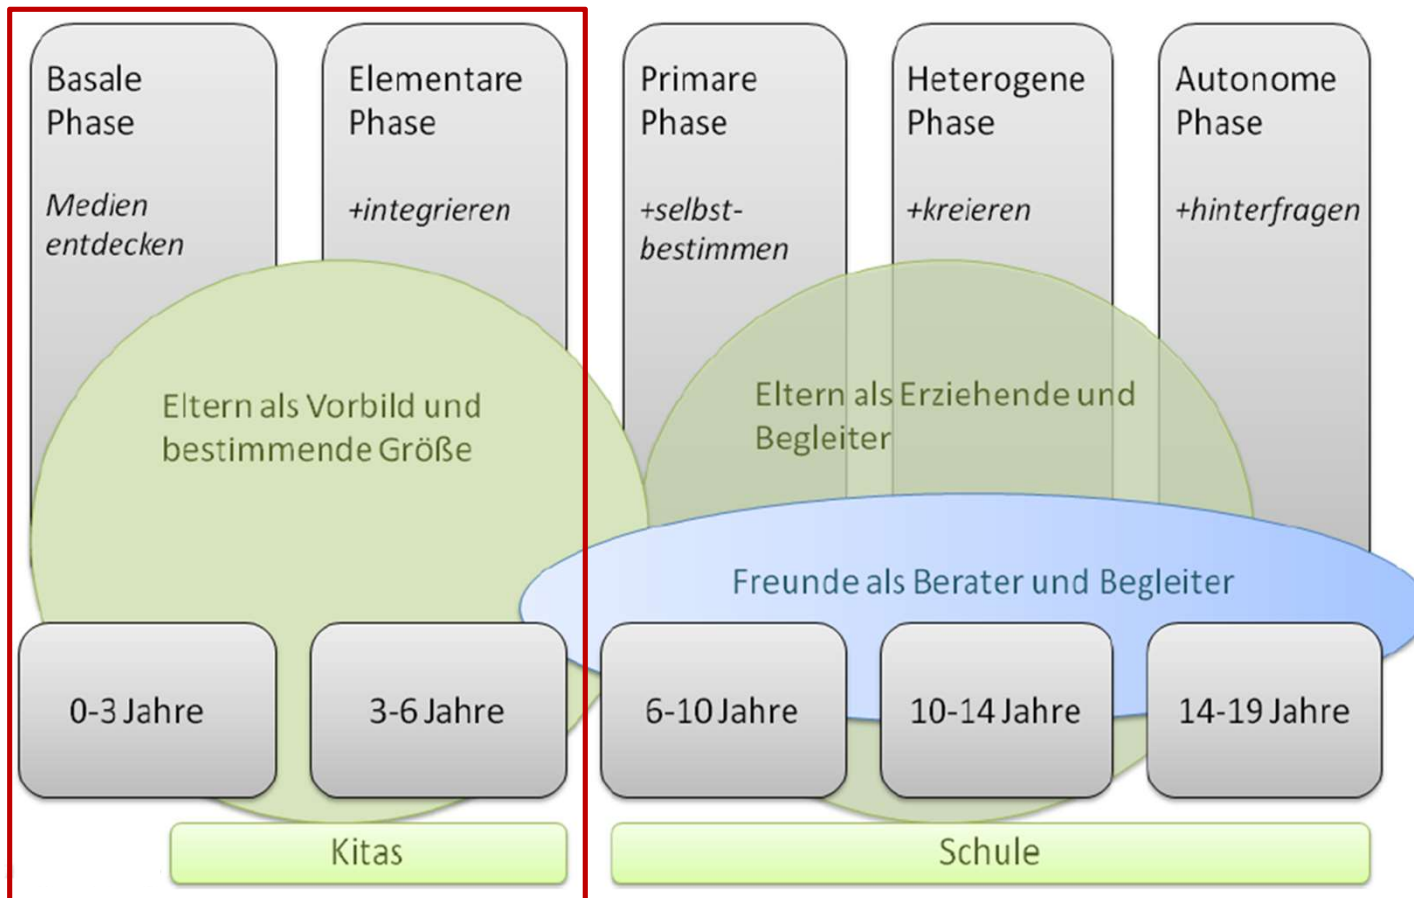 Basale
Phase
Medien
entdecken
Elementare
Phase
+integrieren
Primare
Phase
+selbst-
bestimmen
Heterogene
Phase
+kreieren
Autonome
Phase
+hinterfragen
Eltern als Vorbild und
bestimmende Größe
Eltern als Erziehende und
Begleiter
Freunde als Berater und Begleiter
0-3 Jahre
3-6 Jahre
6-10 Jahre
10-14 Jahre
14-19 Jahre
Kitas
Schule